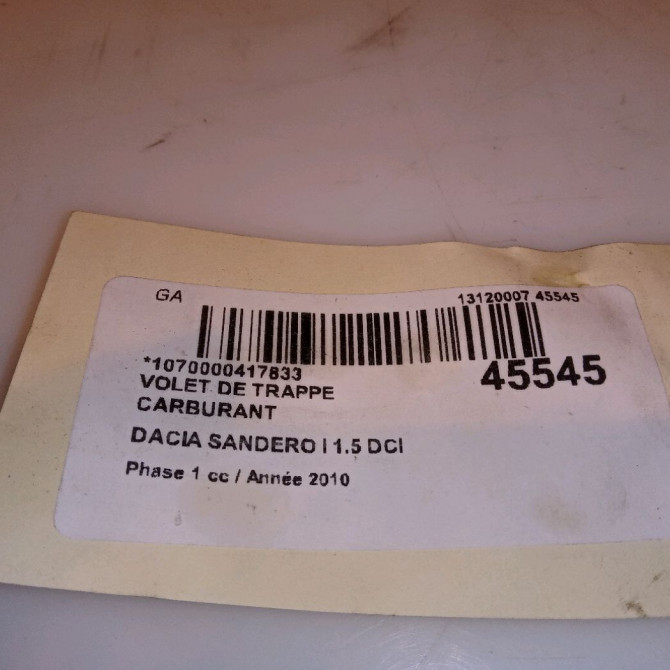 GA 13120007 45545
*1070000417833 45545
VOLET DE TRAPPE
CARBURANT
DACIA SANDERO I 1.5 DCI
Phase 1 cc / Année 2010